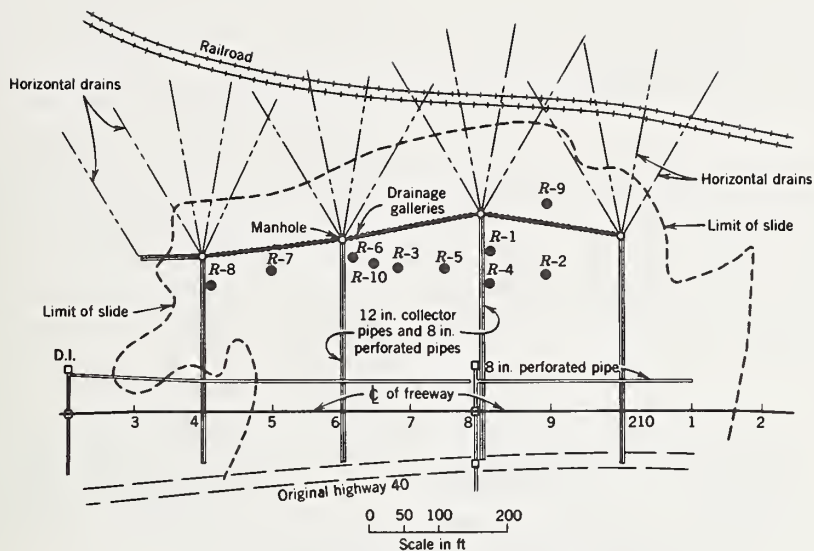 Railroad
Horizontal drains
R-9
Horizontal drains
Drainage
galleries
Manhole
Limit of slide
R-1
R-6
R-3
R-5
R-7
R-8
R-10
R-4
R-2
Limit of slide
12 in. collector
pipes and 8 in.
perforated pipes
D.I.
8 in. perforated pipe
℄ of freeway
3 4 5 6 7 8 9 210 1 2
Original highway 40
0 50 100 200
Scale in ft